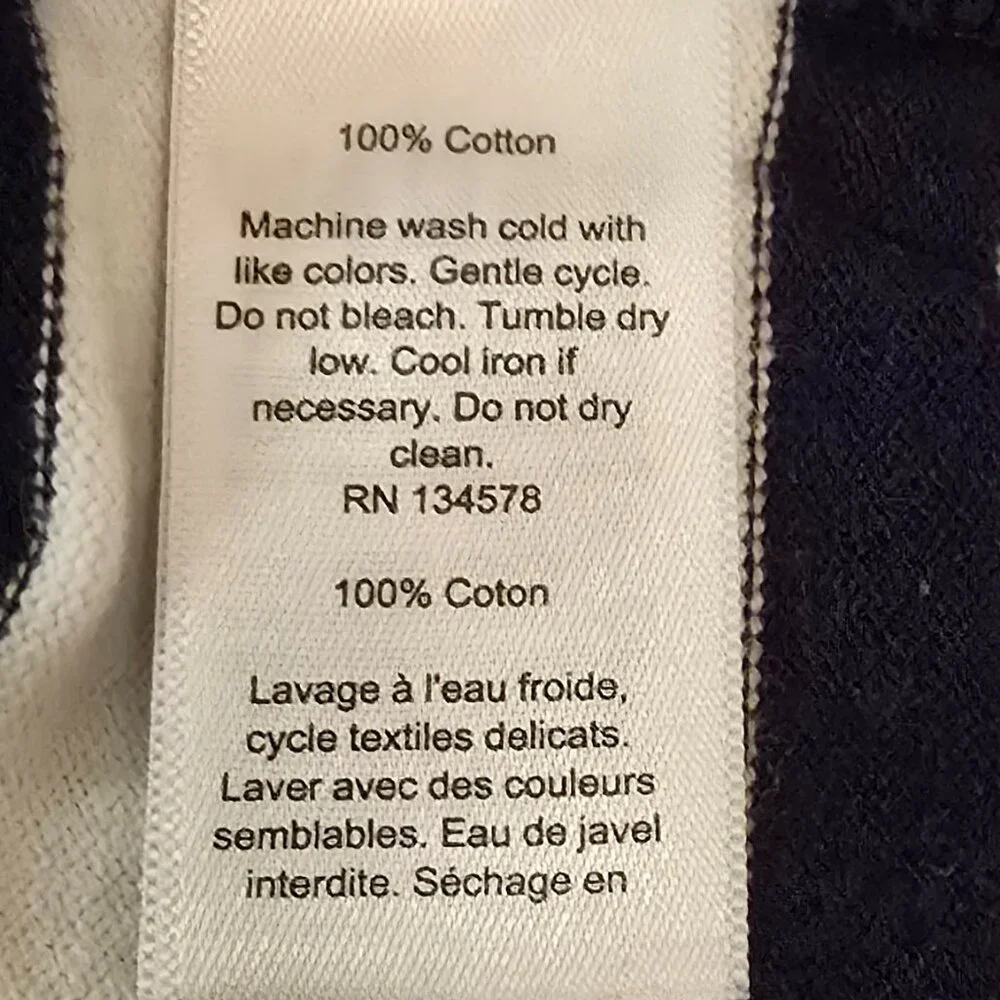 100% Cotton
Machine wash cold with
like colors. Gentle cycle.
Do not bleach. Tumble dry
low. Cool iron if
necessary. Do not dry
clean.
RN 134578
100% Coton
Lavage à l'eau froide,
cycle textiles delicats.
Laver avec des couleurs
semblables. Eau de javel
interdite. Séchage en